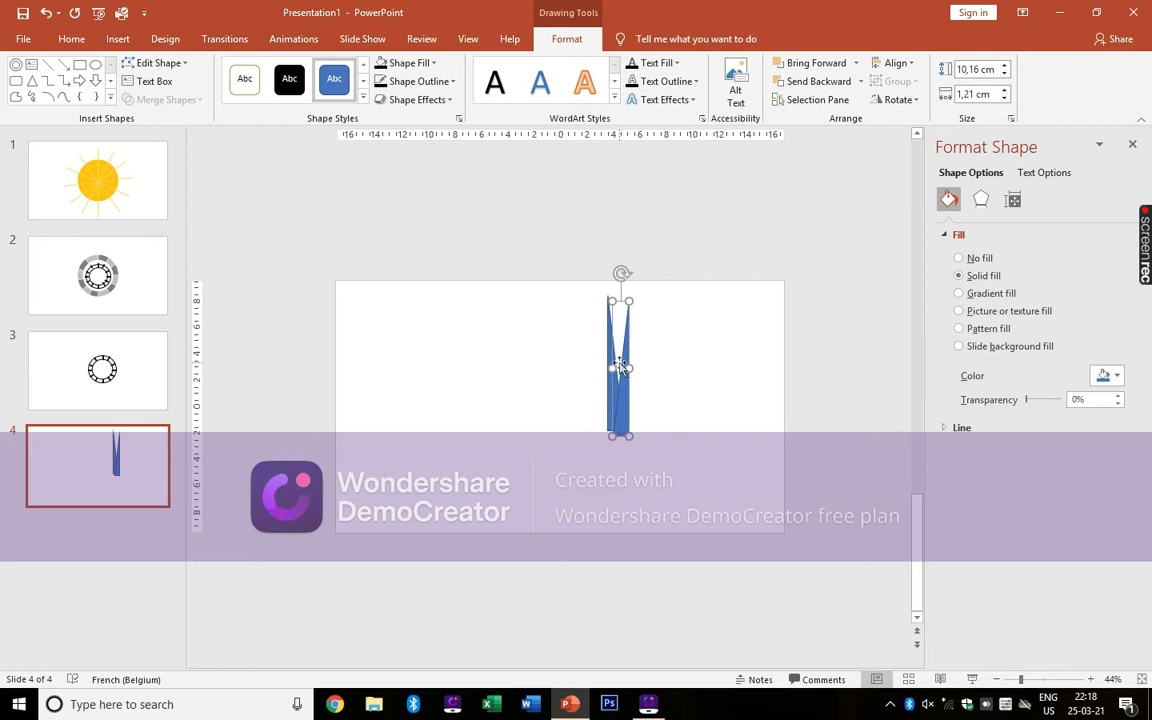 Presentation1 - PowerPoint
Drawing Tools
Sign in
File
Home
Insert
Design
Transitions
Animations
Slide Show
Review
View
Help
Format
Tell me what you want to do
Share
Edit Shape
Text Box
Merge Shapes
Insert Shapes
Abc
Abc
Abc
Shape Fill
Shape Outline
Shape Effects
Shape Styles
A
A
A
Text Fill
Text Outline
Text Effects
WordArt Styles
Alt
Text
Accessibility
Bring Forward
Send Backward
Selection Pane
Align
Group
Rotate
Arrange
10,16 cm
1,21 cm
Size
1
2
3
4
Format Shape
Shape Options
Text Options
Fill
No fill
Solid fill
Gradient fill
Picture or texture fill
Pattern fill
Slide background fill
Color
Transparency
0%
Line
screenrec
Wondershare
DemoCreator
Created with
Wondershare DemoCreator free plan
Slide 4 of 4
French (Belgium)
Notes
Comments
44%
Type here to search
ENG
US
22:18
25-03-21
1